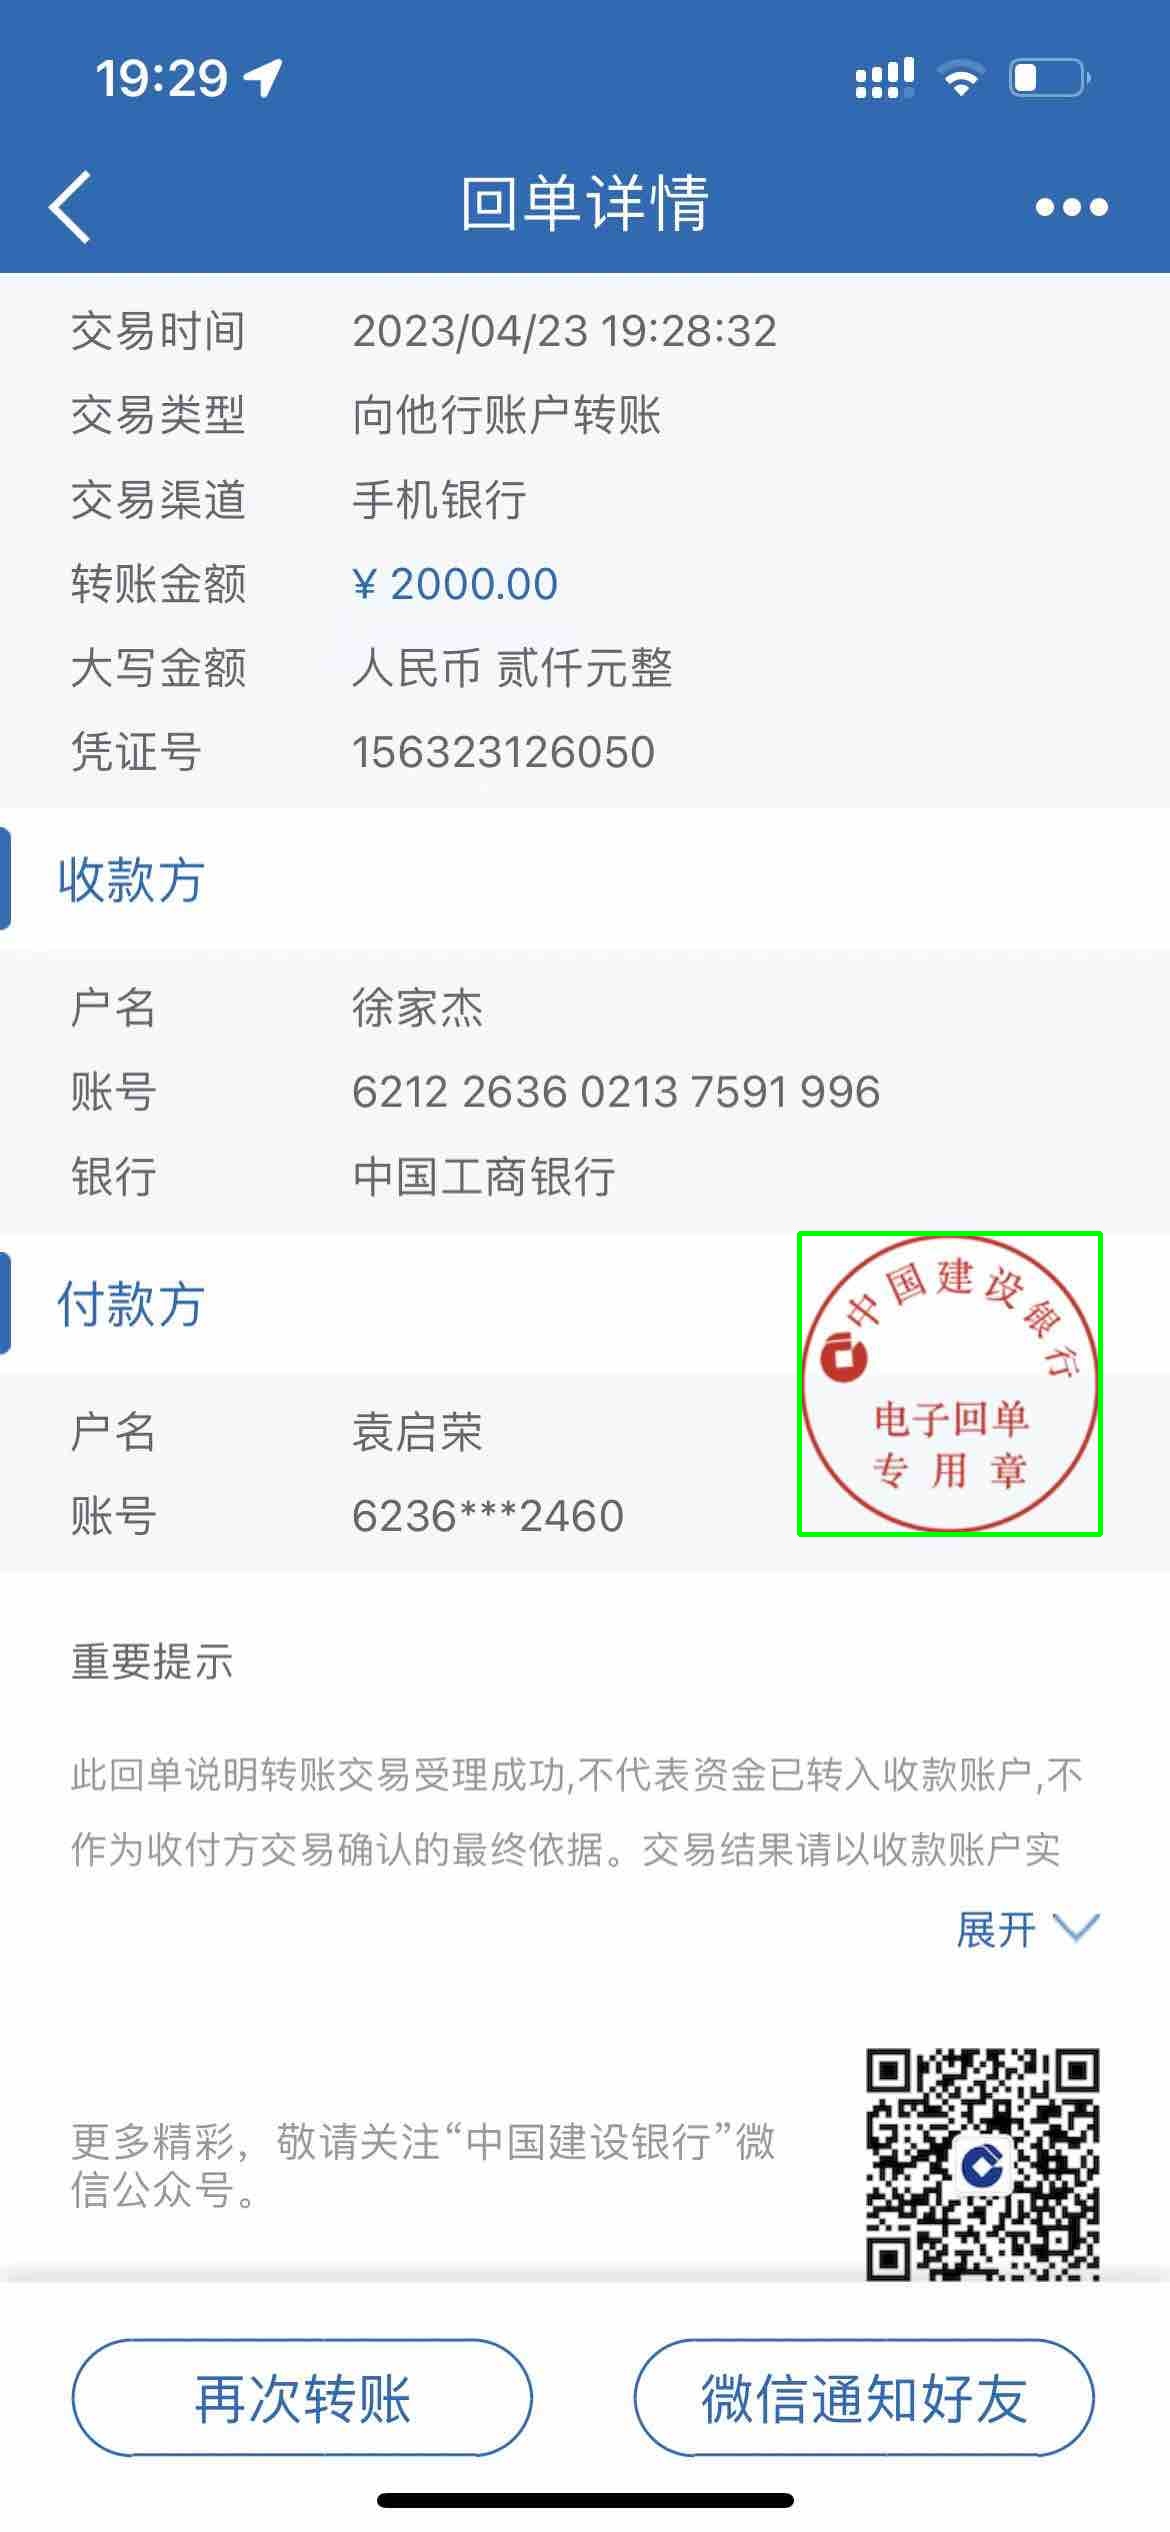 19:29
回单详情
交易时间 2023/04/23 19:28:32
交易类型 向他行账户转账
交易渠道 手机银行
转账金额 ¥ 2000.00
大写金额 人民币 贰仟元整
凭证号 156323126050
收款方
户名 徐家杰
账号 6212 2636 0213 7591 996
银行 中国工商银行
付款方
中国建设银行
电子回单
专用章
户名 袁启荣
账号 6236***2460
重要提示
此回单说明转账交易受理成功,不代表资金已转入收款账户,不
作为收付方交易确认的最终依据。交易结果请以收款账户实
展开
更多精彩，敬请关注“中国建设银行”微
信公众号。
再次转账
微信通知好友